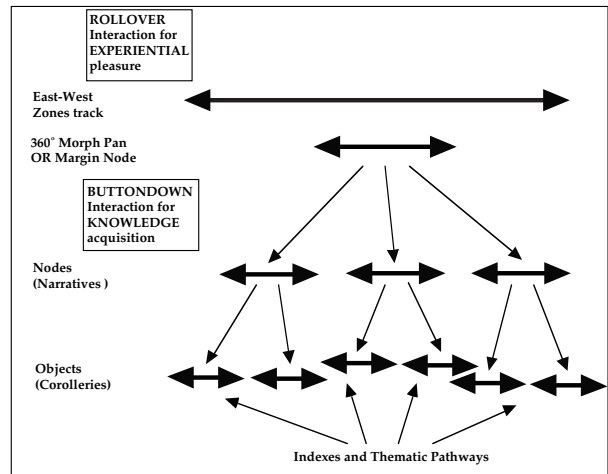 ROLLOVER
Interaction for
EXPERIENTIAL
pleasure
East-West
Zones track
360° Morph Pan
OR Margin Node
BUTTONDOWN
Interaction for
KNOWLEDGE
acquisition
Nodes
(Narratives )
Objects
(Corolleries)
Indexes and Thematic Pathways